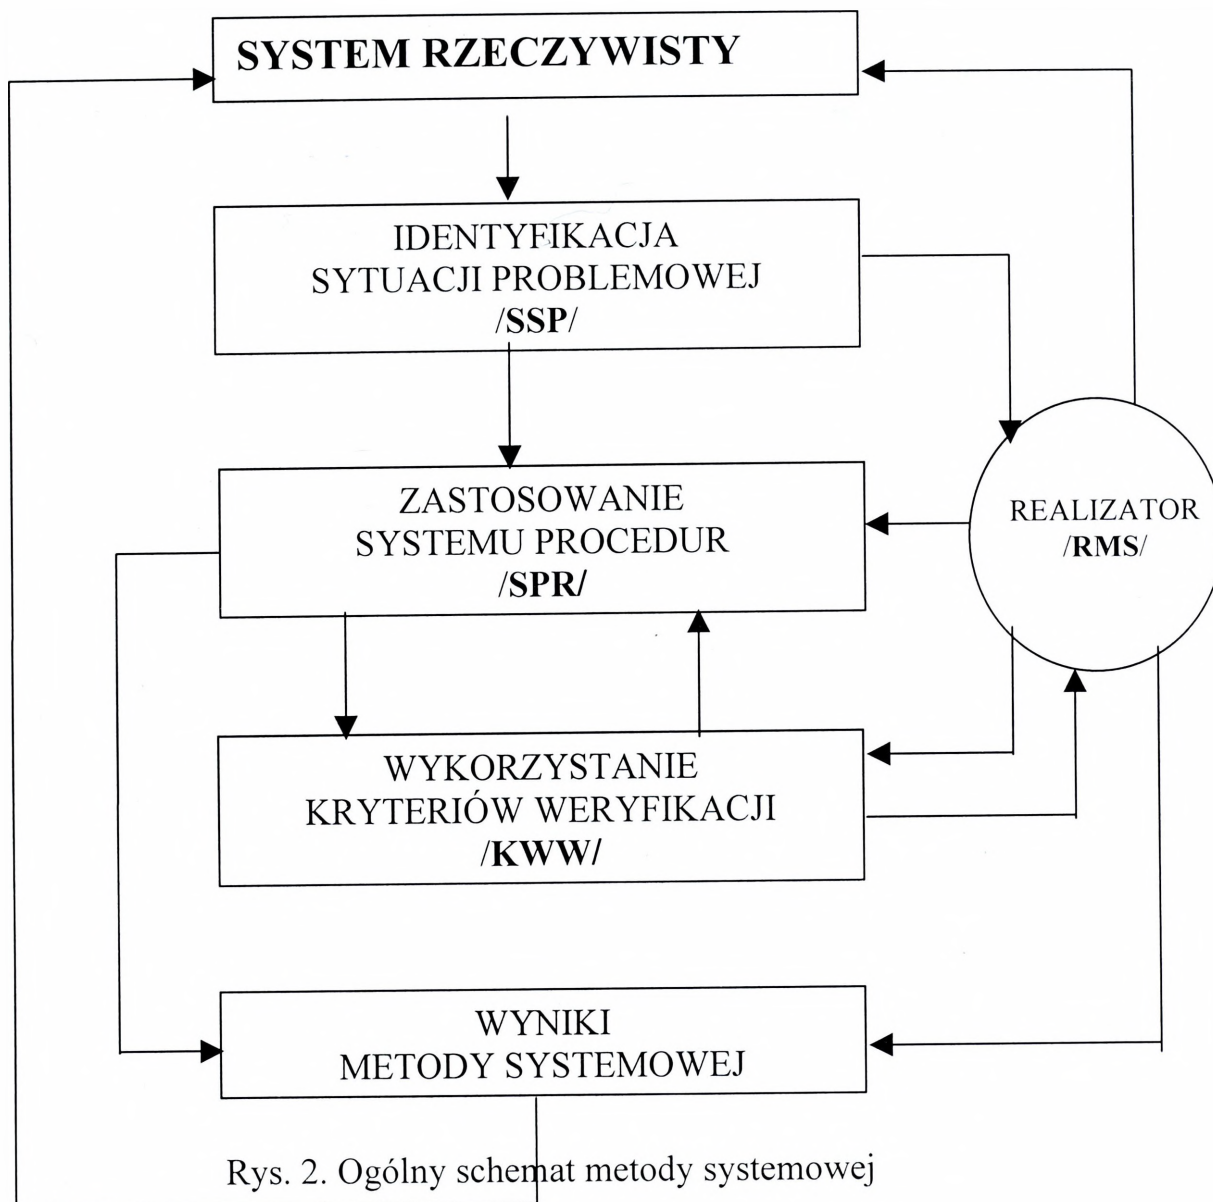 SYSTEM RZECZYWISTY
IDENTYFIKACJA
SYTUACJI PROBLEMOWEJ
/SSP/
ZASTOSOWANIE
SYSTEMU PROCEDUR
/SPR/
REALIZATOR
/RMS/
WYKORZYSTANIE
KRYTERIÓW WERYFIKACJI
/KWW/
WYNIKI
METODY SYSTEMOWEJ
Rys. 2. Ogólny schemat metody systemowej